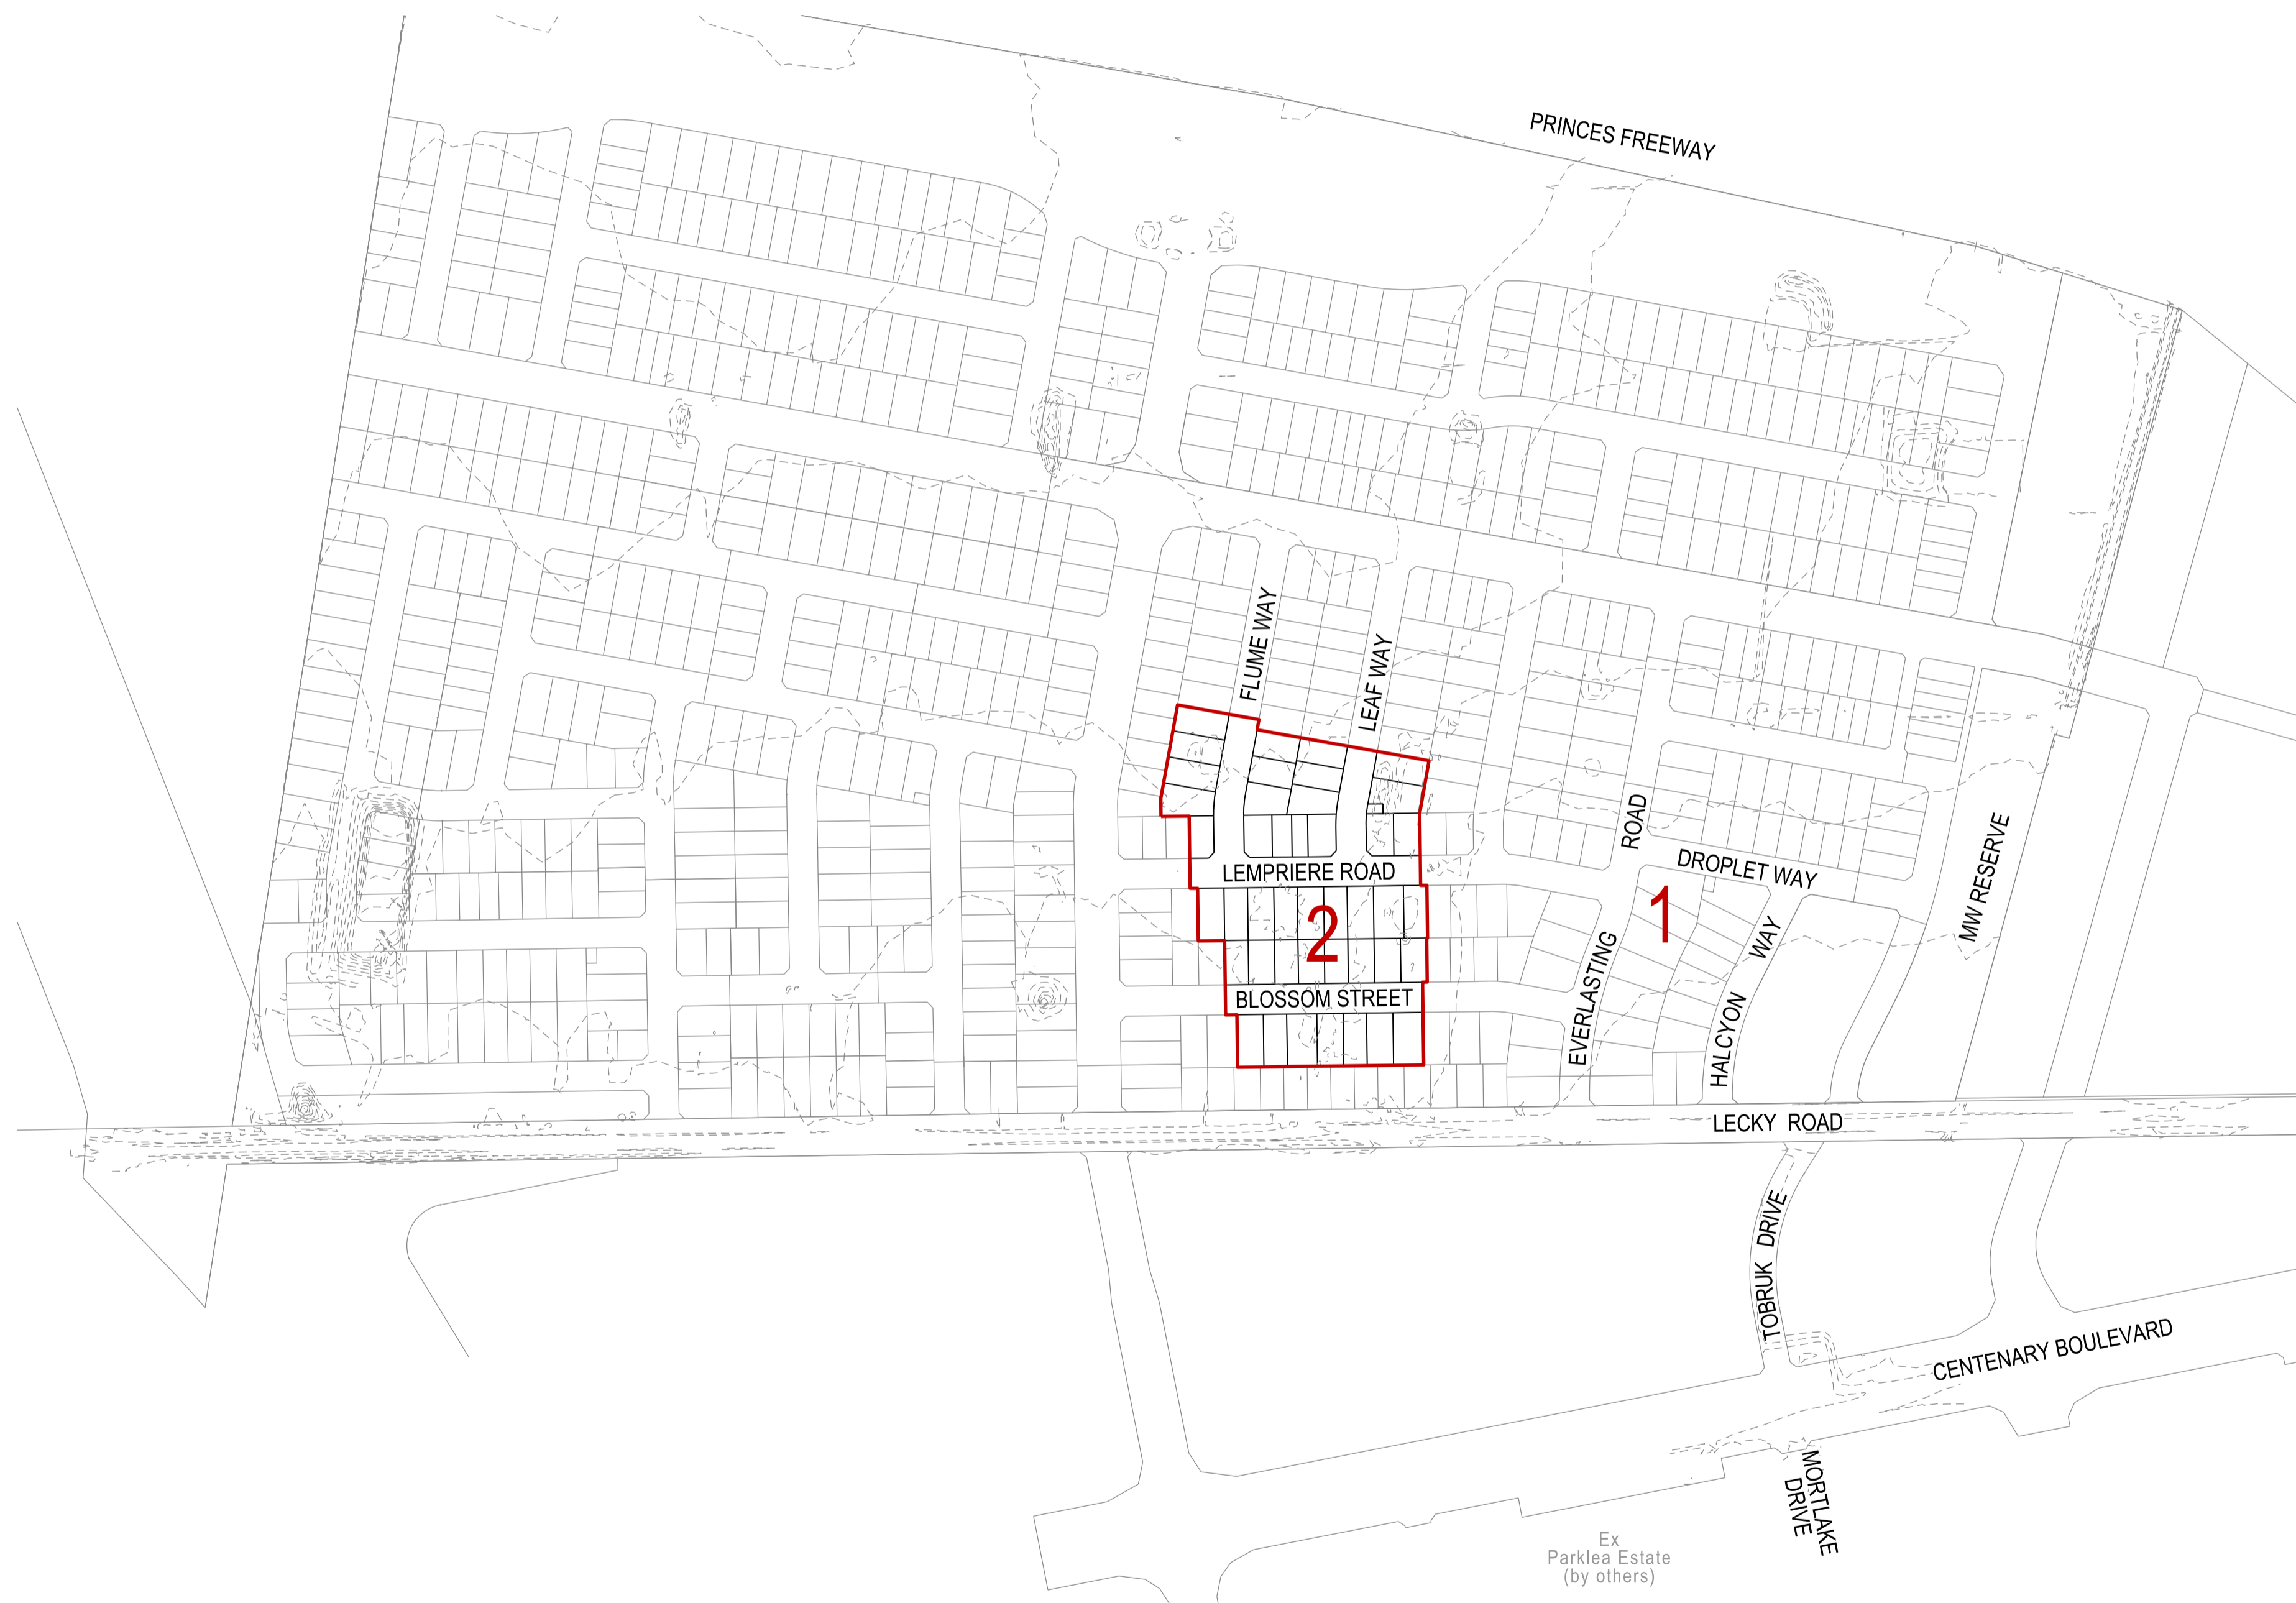 PRINCES FREEWAY
FLUME WAY
LEAF WAY
ROAD
DROPLET WAY
MW RESERVE
LEMPRIERE ROAD
1
2
WAY
EVERLASTING
BLOSSOM STREET
HALCYON
LECKY ROAD
TOBRUK DRIVE
CENTENARY BOULEVARD
MORTLAKE
DRIVE
Ex
Parklea Estate
(by others)